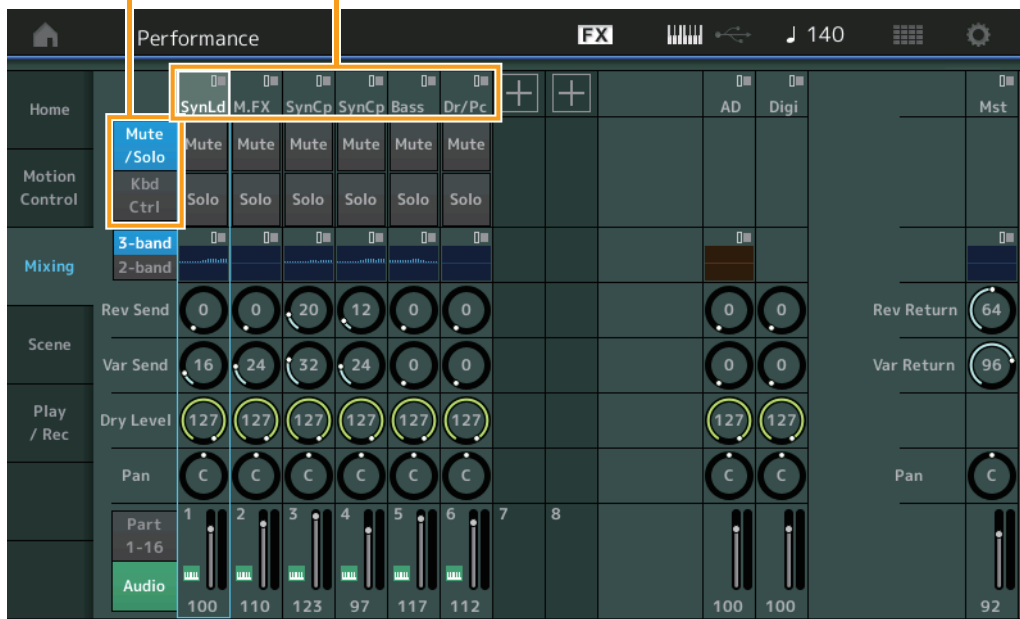 Performance FX 140
SynLd M.FX SynCp SynCp Bass Dr/Pc AD Digi Mst
Home
Mute
/Solo
Mute Mute Mute Mute Mute Mute
Motion
Control
Kbd
Ctrl
Solo Solo Solo Solo Solo Solo
Mixing
3-band
2-band
Rev Send 0 0 20 12 0 0 0 0 Rev Return 64
Scene
Var Send 16 24 32 24 0 0 0 0 Var Return 96
Play
/ Rec
Dry Level 127 127 127 127 127 127 127 127
Pan C C C C C C C C Pan C
1 2 3 4 5 6 7 8
Part
1-16
Audio
100 110 123 97 117 112 100 100 92